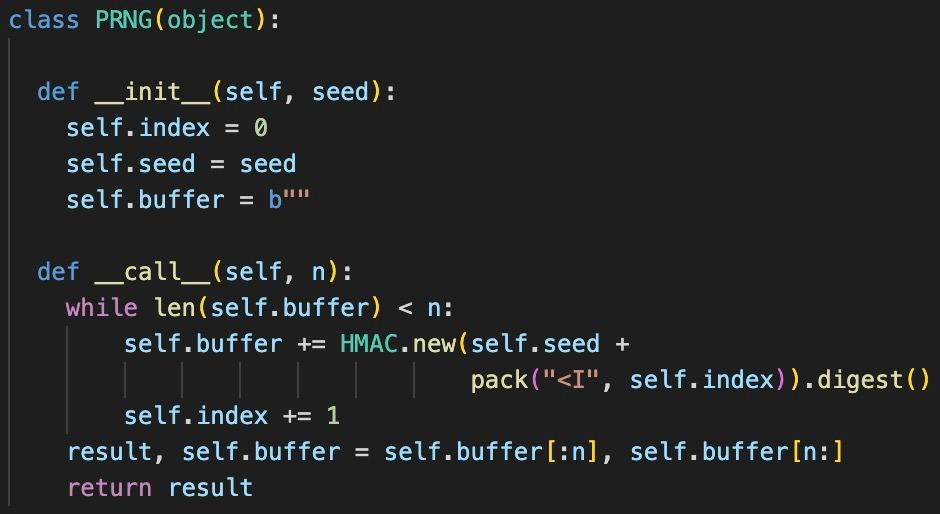 class PRNG(object):
def __init__(self, seed):
self.index = 0
self.seed = seed
self.buffer = b""
def __call__(self, n):
while len(self.buffer) < n:
self.buffer += HMAC.new(self.seed +
pack("<I", self.index)).digest()
self.index += 1
result, self.buffer = self.buffer[:n], self.buffer[n:]
return result